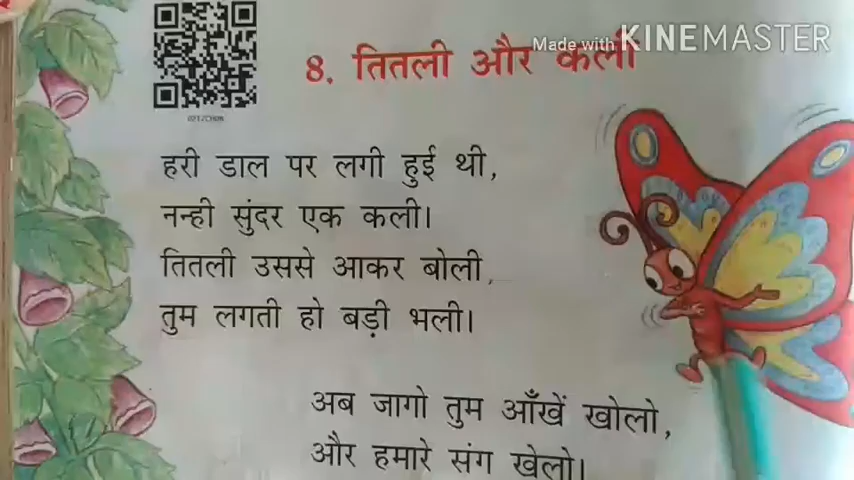 Made with KINEMASTER
8. तितली और कली
हरी डाल पर लगी हुई थी,
नन्ही सुंदर एक कली।
तितली उससे आकर बोली,
तुम लगती हो बड़ी भली।
अब जागो तुम आँखें खोलो,
और हमारे संग खेलो।